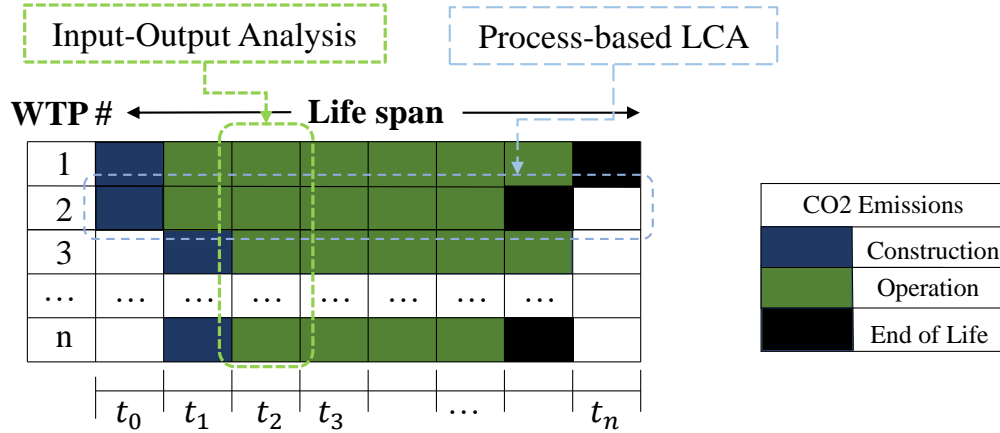 Input-Output Analysis
Process-based LCA
WTP # Life span
1
2
3
... ... ... ... ... ... ... ...
n
t0 t1 t2 t3 ... tn
CO2 Emissions
Construction
Operation
End of Life